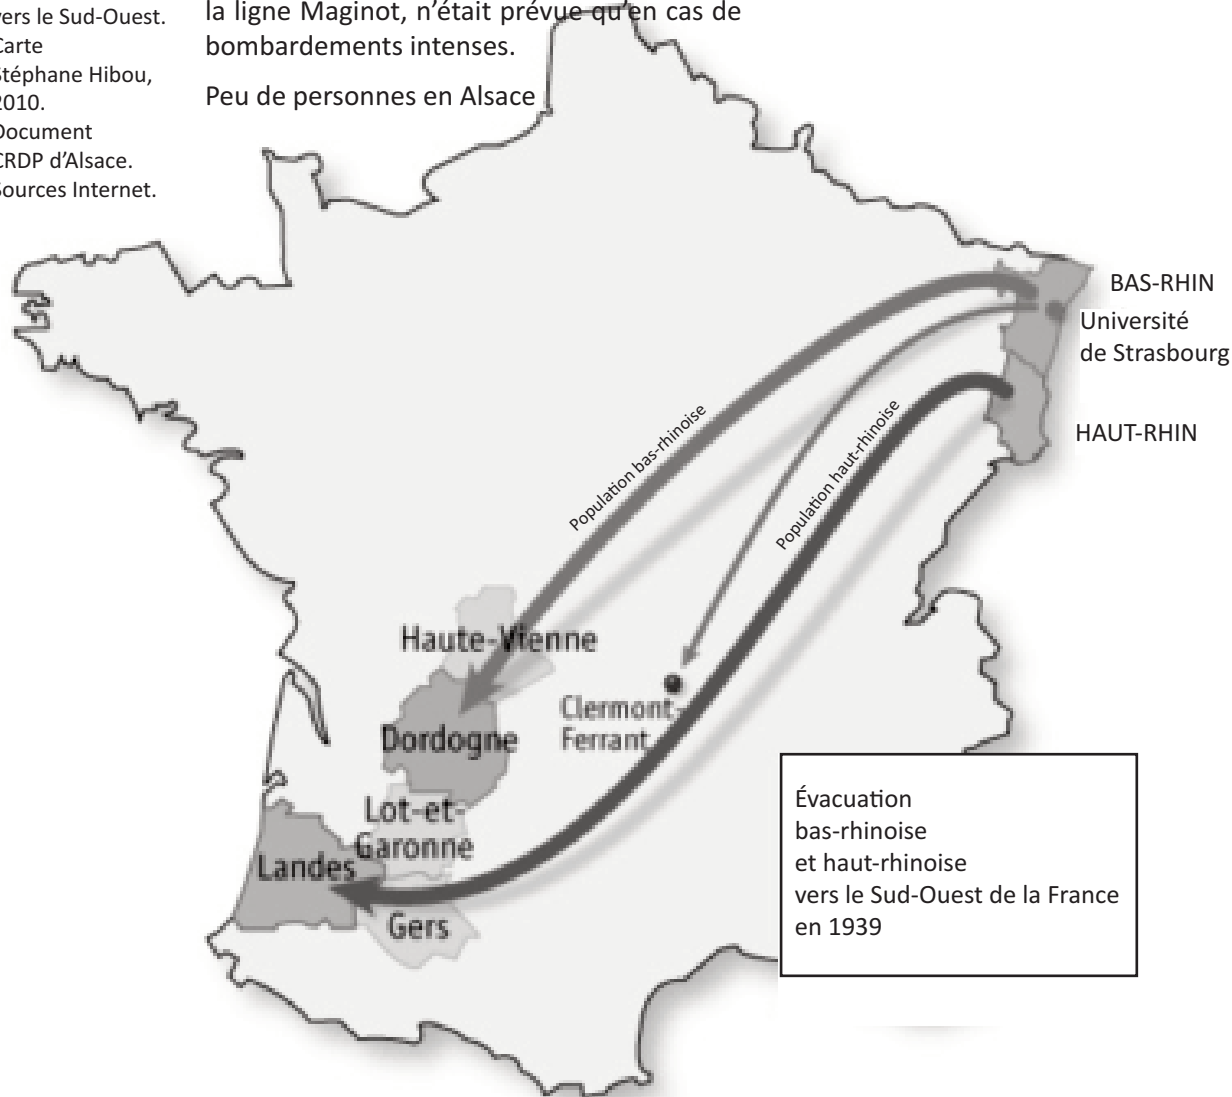 vers le Sud-Ouest.
Carte
Stéphane Hibou,
2010.
Document
CRDP d'Alsace.
Sources Internet.
la ligne Maginot, n'était prévue qu'en cas de
bombardements intenses.
Peu de personnes en Alsace
BAS-RHIN
Université
de Strasbourg
HAUT-RHIN
Population bas-rhinoise
Population haut-rhinoise
Haute-Vienne
Clermont-
Ferrant
Dordogne
Lot-et-
Garonne
Landes
Gers
Évacuation
bas-rhinoise
et haut-rhinoise
vers le Sud-Ouest de la France
en 1939